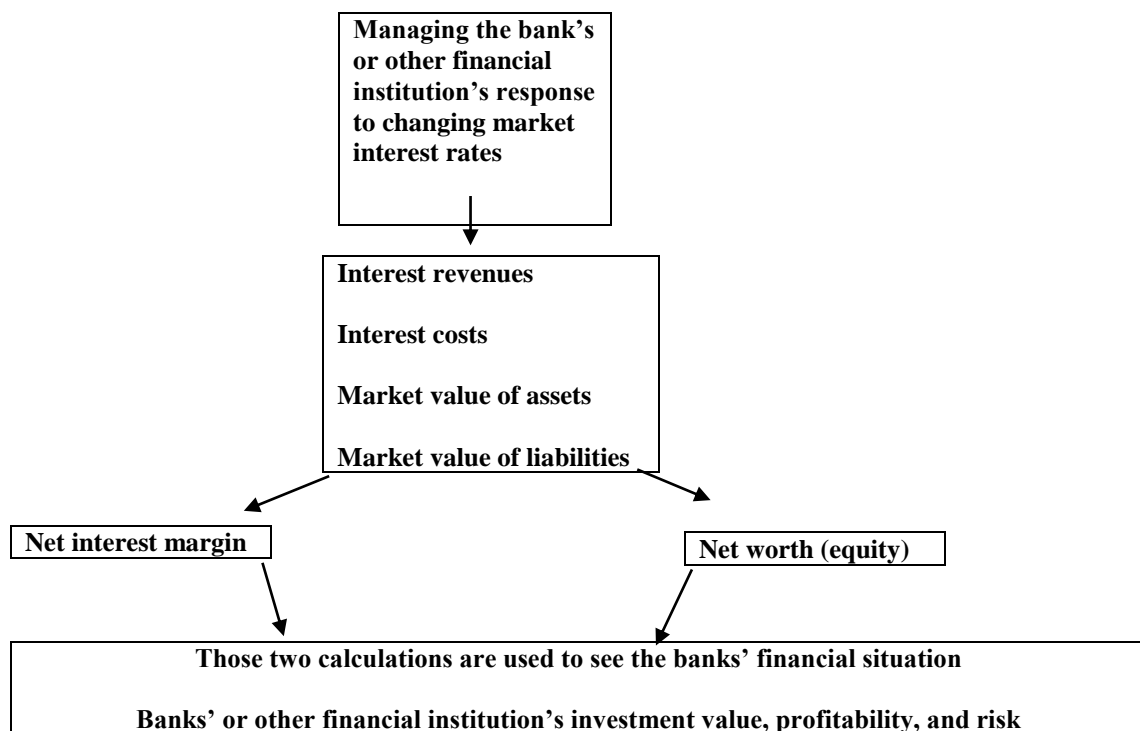 Managing the bank’s
or other financial
institution’s response
to changing market
interest rates
Interest revenues
Interest costs
Market value of assets
Market value of liabilities
Net interest margin
Net worth (equity)
Those two calculations are used to see the banks’ financial situation
Banks’ or other financial institution’s investment value, profitability, and risk